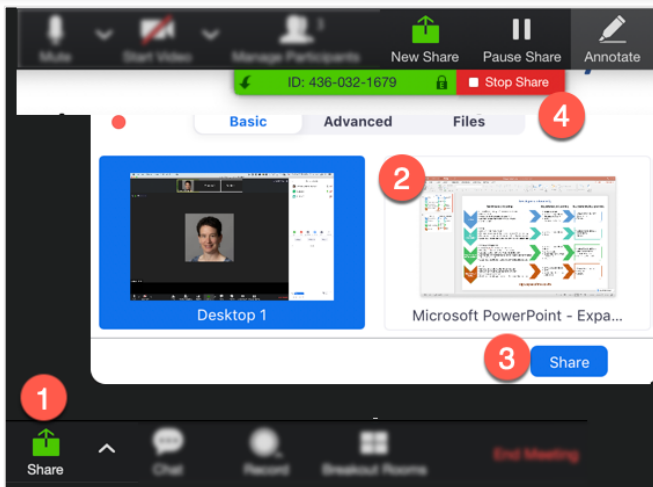 Mute
Start Video
Manage Participants
3
New Share
Pause Share
Annotate
ID: 436-032-1679
Stop Share
4
Basic
Advanced
Files
2
Desktop 1
Microsoft PowerPoint - Expa...
3
Share
1
Share
Chat
Record
Breakout Rooms
End Meeting